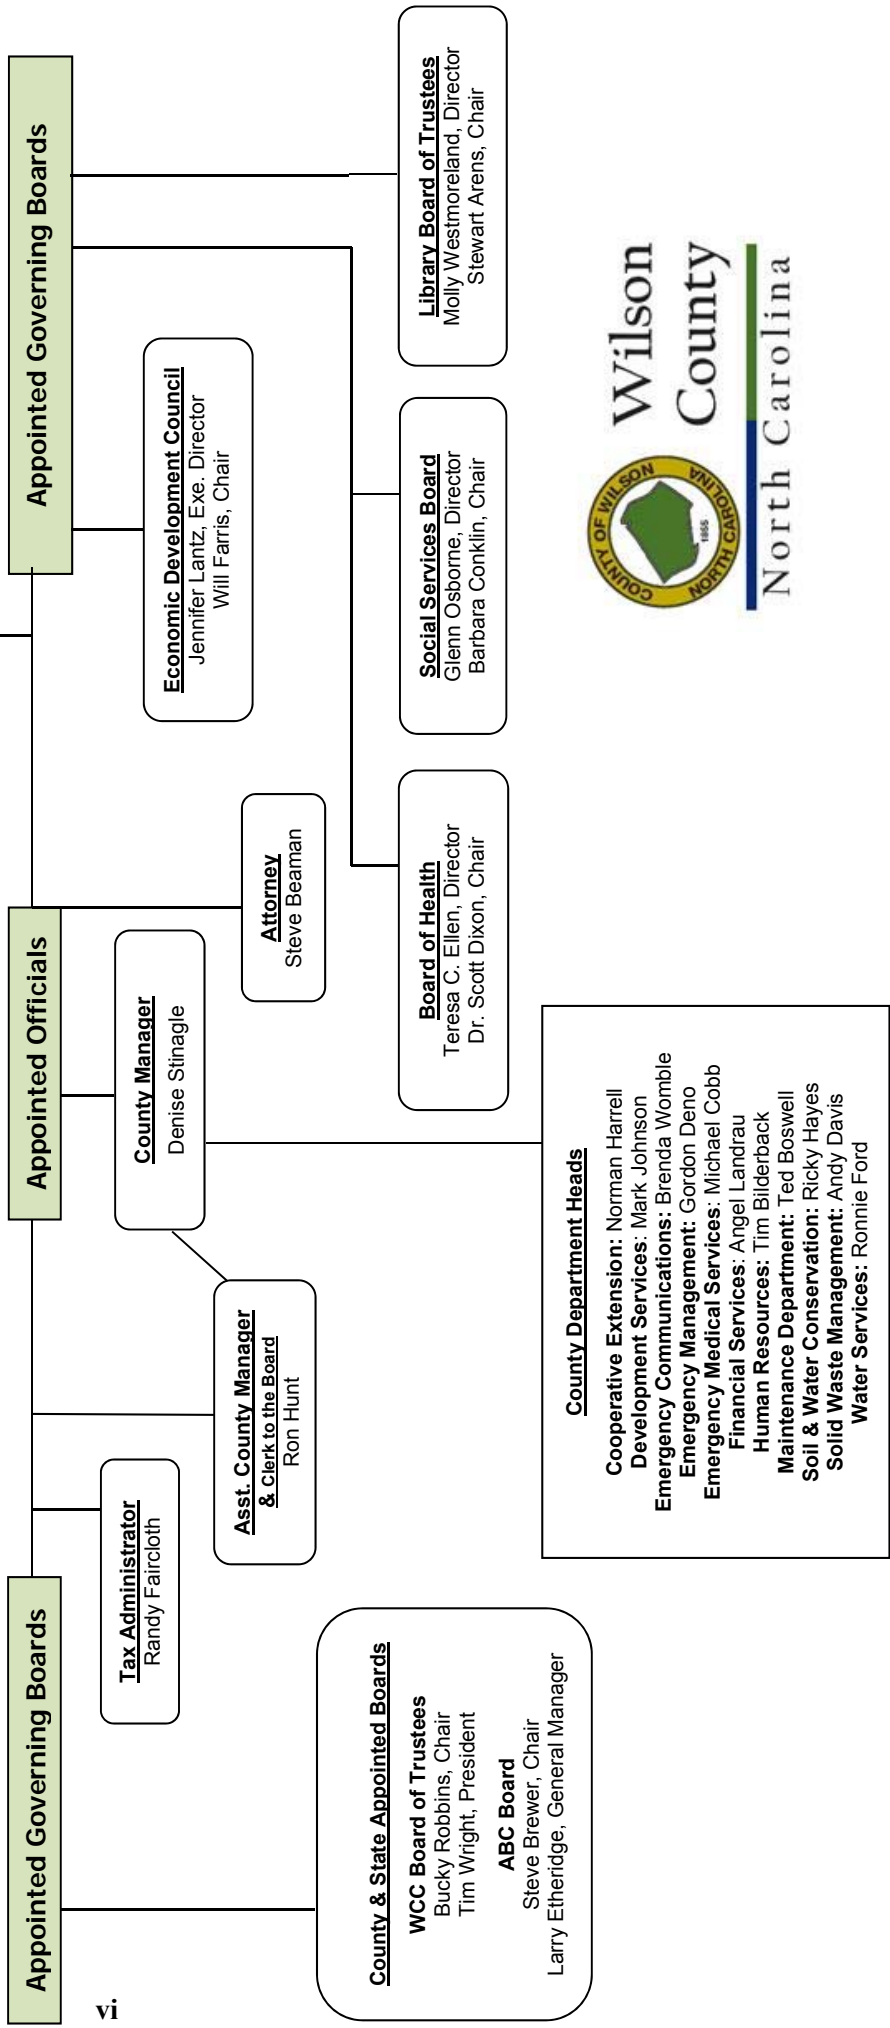 Appointed Governing Boards
Appointed Officials
Appointed Governing Boards
Tax Administrator
Randy Faircloth
County Manager
Denise Stinagle
Economic Development Council
Jennifer Lantz, Exe. Director
Will Farris, Chair
Asst. County Manager
& Clerk to the Board
Ron Hunt
Attorney
Steve Beaman
County & State Appointed Boards
WCC Board of Trustees
Bucky Robbins, Chair
Tim Wright, President
ABC Board
Steve Brewer, Chair
Larry Etheridge, General Manager
Board of Health
Teresa C. Ellen, Director
Dr. Scott Dixon, Chair
Social Services Board
Glenn Osborne, Director
Barbara Conklin, Chair
Library Board of Trustees
Molly Westmoreland, Director
Stewart Arens, Chair
County Department Heads
Cooperative Extension: Norman Harrell
Development Services: Mark Johnson
Emergency Communications: Brenda Womble
Emergency Management: Gordon Deno
Emergency Medical Services: Michael Cobb
Financial Services: Angel Landrau
Human Resources: Tim Bilderback
Maintenance Department: Ted Boswell
Soil & Water Conservation: Ricky Hayes
Solid Waste Management: Andy Davis
Water Services: Ronnie Ford
COUNTY OF WILSON
1855
NORTH CAROLINA
Wilson
County
North Carolina
vi